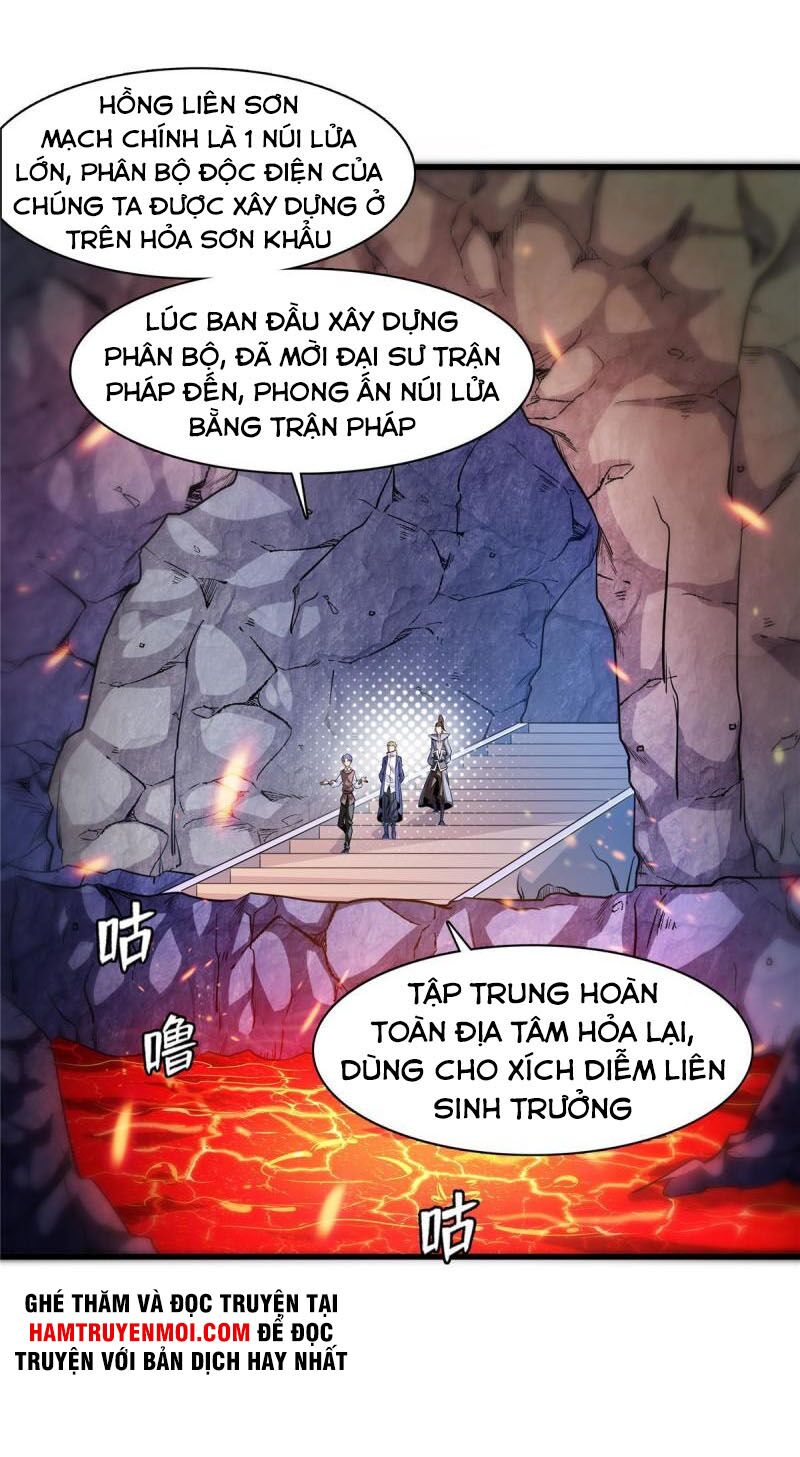 HỒNG LIÊN SƠN
MẠCH CHÍNH LÀ 1 NÚI LỬA
LỚN, PHÂN BỘ ĐỘC ĐIỆN CỦA
CHÚNG TA ĐƯỢC XÂY DỰNG Ở
TRÊN HỎA SƠN KHẨU
LÚC BAN ĐẦU XÂY DỰNG
PHÂN BỘ, ĐÃ MỜI ĐẠI SƯ TRẬN
PHÁP ĐẾN, PHONG ẤN NÚI LỬA
BẰNG TRẬN PHÁP
咕
噜
TẬP TRUNG HOÀN
TOÀN ĐỊA TÂM HỎA LẠI,
DÙNG CHO XÍCH DIỄM LIÊN
SINH TRƯỞNG
咕
GHÉ THĂM VÀ ĐỌC TRUYỆN TẠI
HAMTRUYENMOI.COM ĐỂ ĐỌC
TRUYỆN VỚI BẢN DỊCH HAY NHẤT